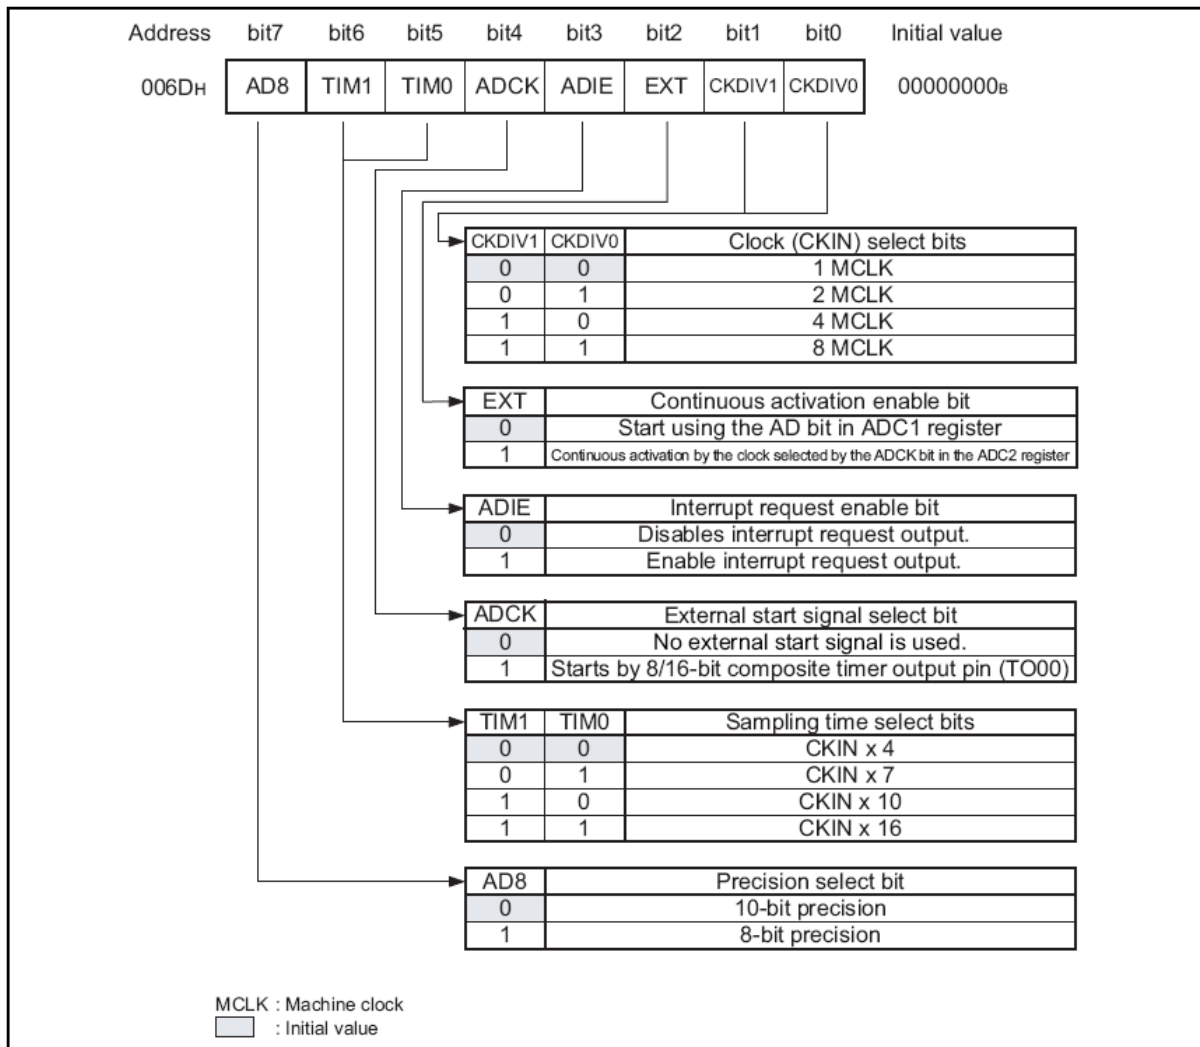 Address bit7 bit6 bit5 bit4 bit3 bit2 bit1 bit0 Initial value
006DH AD8 TIM1 TIM0 ADCK ADIE EXT CKDIV1 CKDIV0 00000000B
CKDIV1 CKDIV0 Clock (CKIN) select bits
0 0 1 MCLK
0 1 2 MCLK
1 0 4 MCLK
1 1 8 MCLK
EXT Continuous activation enable bit
0 Start using the AD bit in ADC1 register
1 Continuous activation by the clock selected by the ADCK bit in the ADC2 register
ADIE Interrupt request enable bit
0 Disables interrupt request output.
1 Enable interrupt request output.
ADCK External start signal select bit
0 No external start signal is used.
1 Starts by 8/16-bit composite timer output pin (TO00)
TIM1 TIM0 Sampling time select bits
0 0 CKIN x 4
0 1 CKIN x 7
1 0 CKIN x 10
1 1 CKIN x 16
AD8 Precision select bit
0 10-bit precision
1 8-bit precision
MCLK : Machine clock
: Initial value